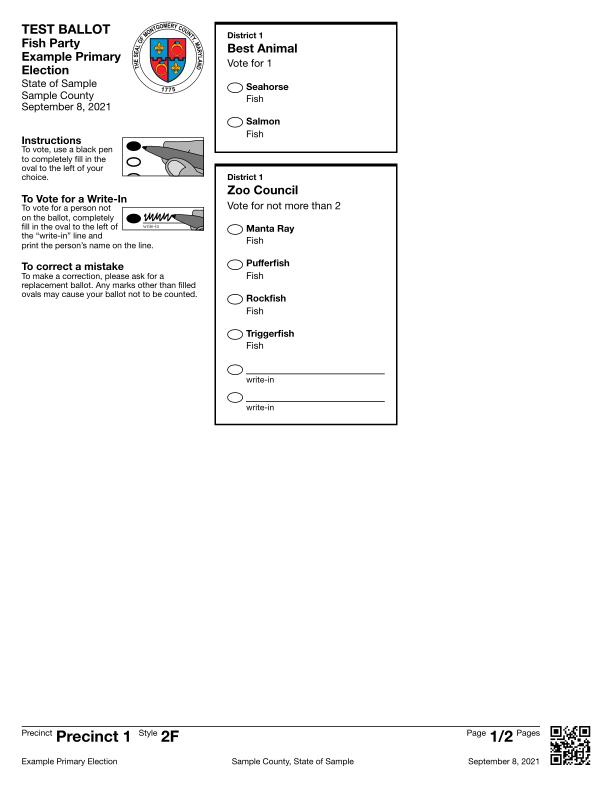 TEST BALLOT
Fish Party
Example Primary
Election
State of Sample
Sample County
September 8, 2021
THE SEAL OF MONTGOMERY COUNTY, MARYLAND
1776
Instructions
To vote, use a black pen
to completely fill in the
oval to the left of your
choice.
To Vote for a Write-In
To vote for a person not
on the ballot, completely
fill in the oval to the left of
the “write-in” line and
print the person’s name on the line.
write-in
To correct a mistake
To make a correction, please ask for a
replacement ballot. Any marks other than filled
ovals may cause your ballot not to be counted.
District 1
Best Animal
Vote for 1
Seahorse
Fish
Salmon
Fish
District 1
Zoo Council
Vote for not more than 2
Manta Ray
Fish
Pufferfish
Fish
Rockfish
Fish
Triggerfish
Fish
write-in
write-in
Precinct Precinct 1 Style 2F
Page 1/2 Pages
Example Primary Election
Sample County, State of Sample
September 8, 2021